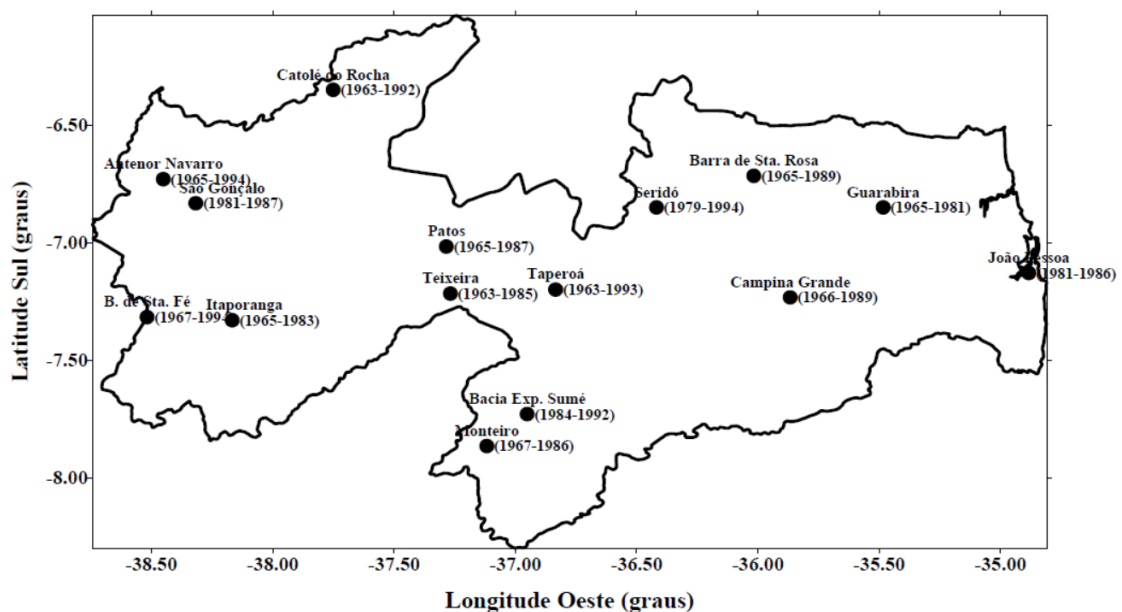 Catolé do Rocha
(1963-1992)
-6.50
Antenor Navarro
(1965-1994)
São Gonçalo
(1981-1987)
Barra de Sta. Rosa
(1965-1989)
Seridó
(1979-1994)
Guarabira
(1965-1981)
-7.00
Patos
(1965-1987)
João Pessoa
(1981-1986)
Teixeira
(1963-1985)
Taperoá
(1963-1993)
Campina Grande
(1966-1989)
B. de Sta. Fé
(1967-1994)
Itaporanga
(1965-1983)
-7.50
Bacia Exp. Sumé
(1984-1992)
Monteiro
(1967-1986)
-8.00
Latitude Sul (graus)
-38.50 -38.00 -37.50 -37.00 -36.50 -36.00 -35.50 -35.00
Longitude Oeste (graus)